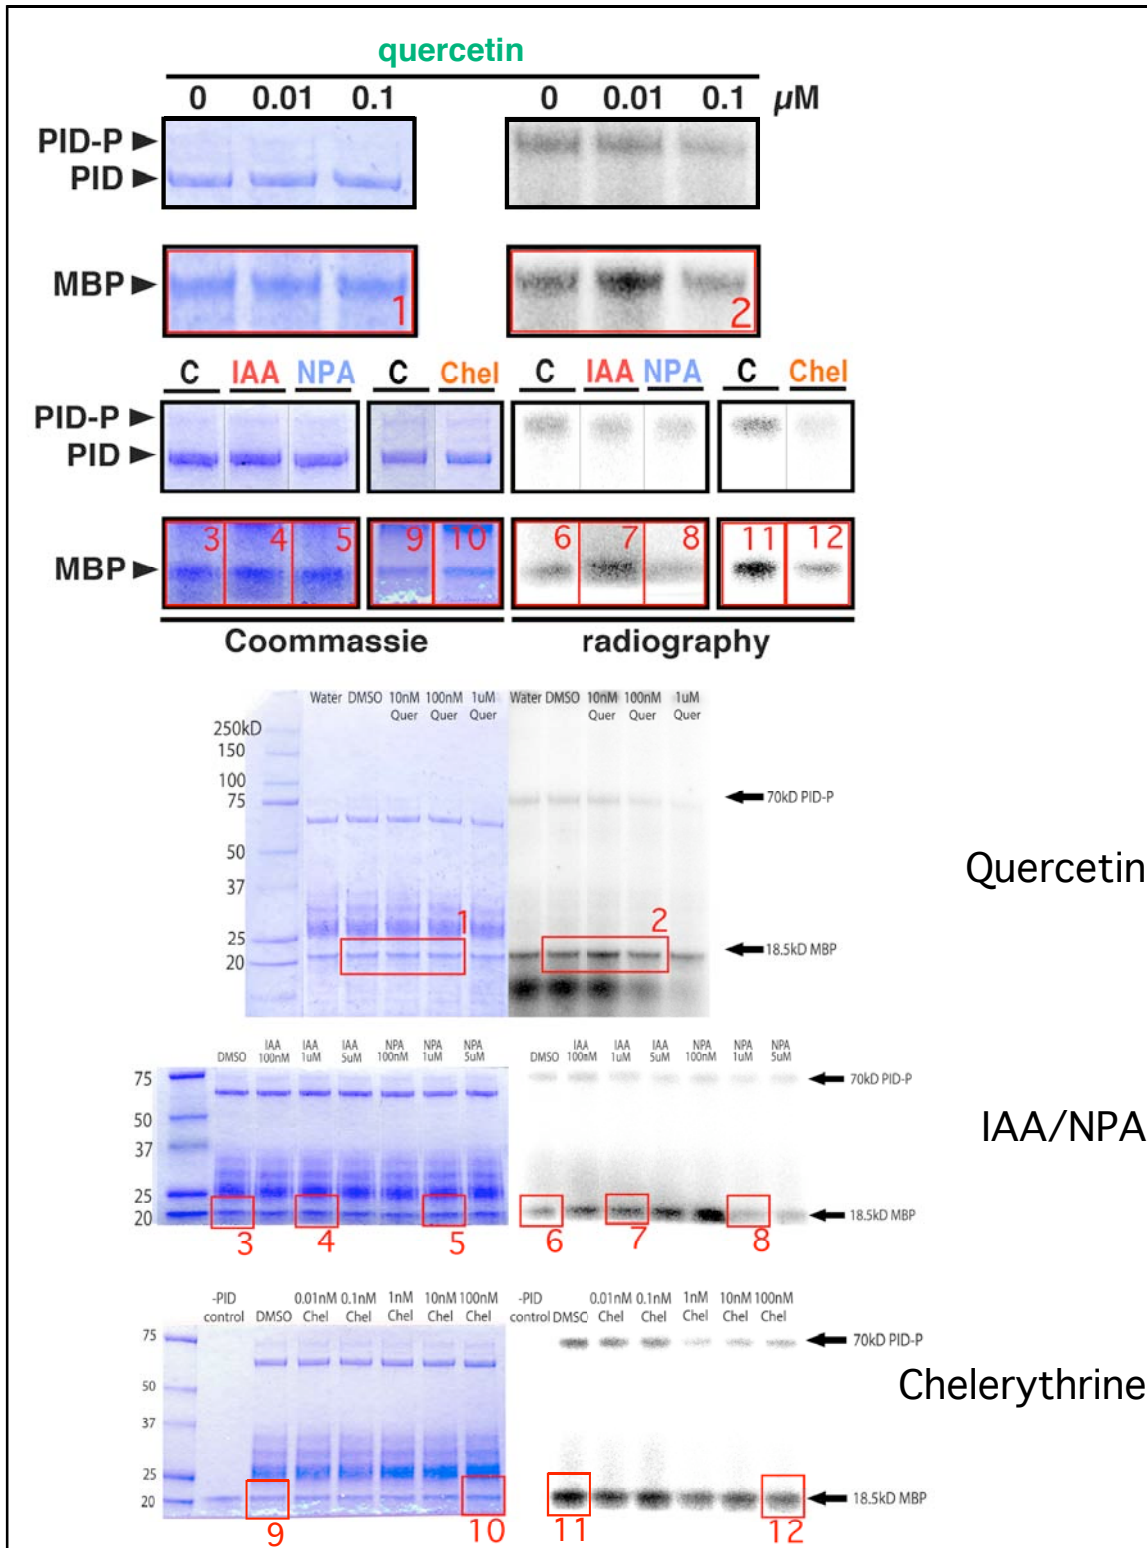 quercetin
0 0.01 0.1 0 0.01 0.1 µM
PID-P
PID
MBP
1 2
C IAA NPA C Chel C IAA NPA C Chel
PID-P
PID
3 4 5 9 10 6 7 8 11 12
MBP
Coommassie radiography
Water DMSO 10nM 100nM 1uM Water DMSO 10nM 100nM 1uM
Quer Quer Quer Quer Quer Quer
250kD
150
100
75
70kD PID-P
50
37
Quercetin
1 2
25
20
18.5kD MBP
IAA IAA IAA NPA NPA NPA IAA IAA IAA NPA NPA NPA
DMSO 100nM 1uM 5uM 100nM 1uM 5uM DMSO 100nM 1uM 5uM 100nM 1uM 5uM
75
70kD PID-P
50
37
IAA/NPA
25
20
18.5kD MBP
3 4 5 6 7 8
-PID 0.01nM 0.1nM 1nM 10nM 100nM -PID 0.01nM 0.1nM 1nM 10nM 100nM
control DMSO Chel Chel Chel Chel Chel control DMSO Chel Chel Chel Chel Chel
75
70kD PID-P
50
37
Chelerythrine
25
20
18.5kD MBP
9 10 11 12